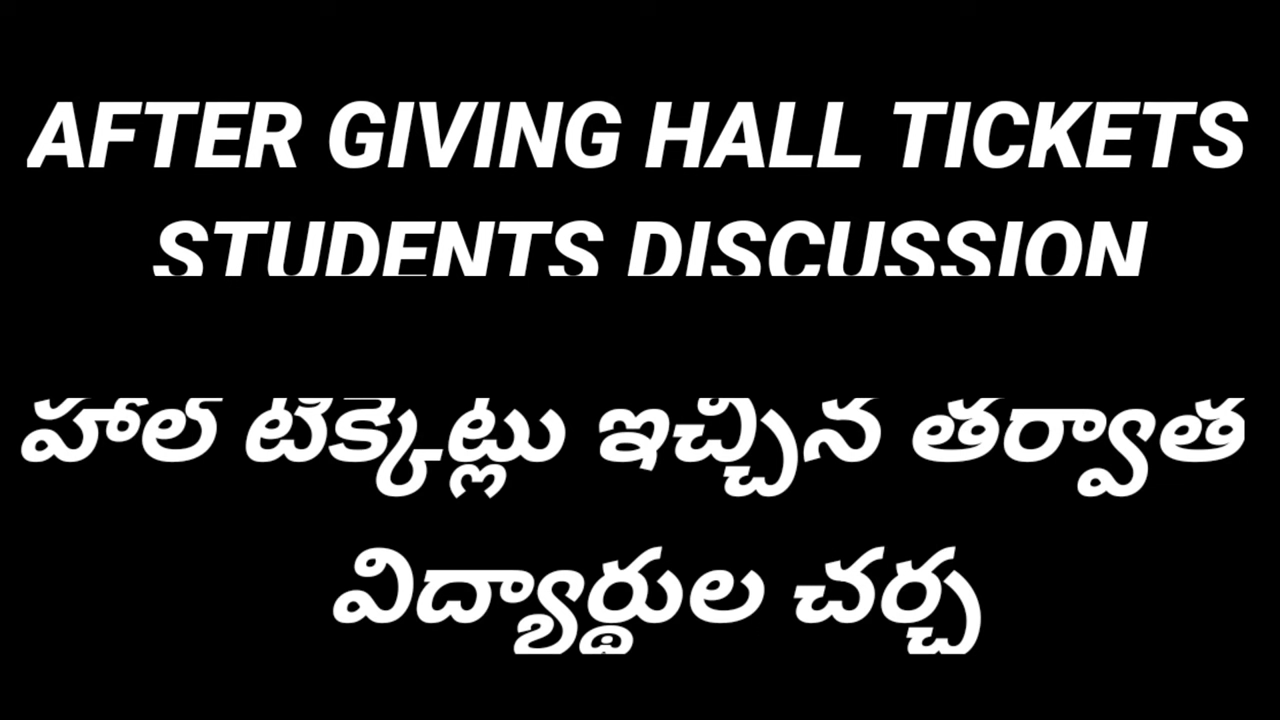 AFTER GIVING HALL TICKETS
STUDENTS DISCUSSION
హాల్ టిక్కెట్లు ఇచ్చిన తర్వాత
విద్యార్థుల చర్చ